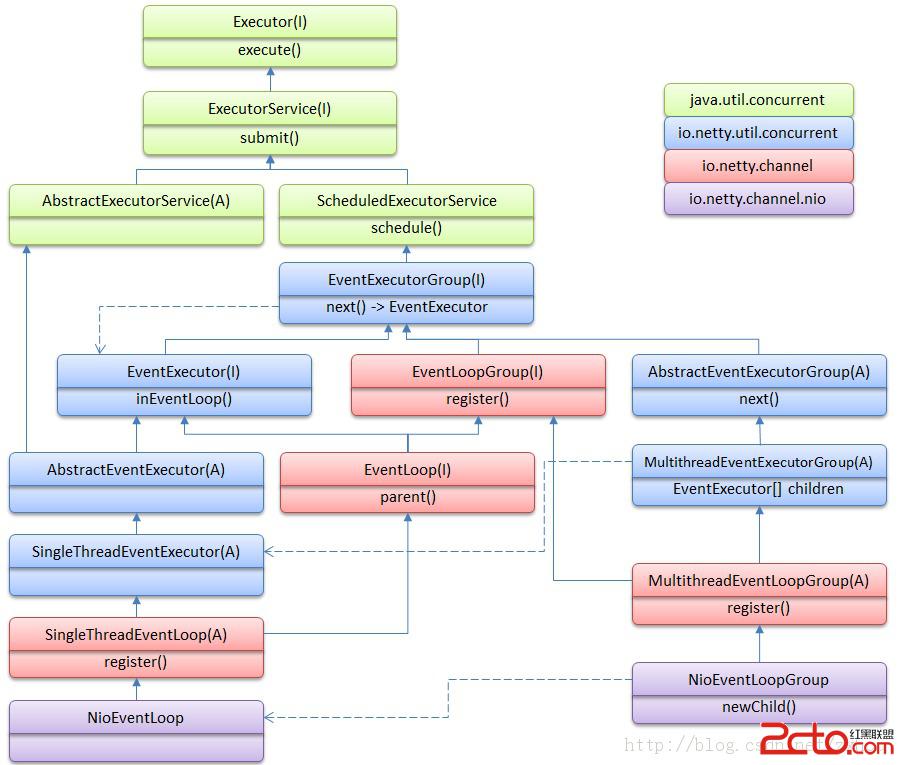 Executor(I)
execute()
ExecutorService(I)
submit()
java.util.concurrent
io.netty.util.concurrent
io.netty.channel
io.netty.channel.nio
AbstractExecutorService(A)
ScheduledExecutorService
schedule()
EventExecutorGroup(I)
next() -> EventExecutor
EventExecutor(I)
inEventLoop()
EventLoopGroup(I)
register()
AbstractEventExecutorGroup(A)
next()
AbstractEventExecutor(A)
EventLoop(I)
parent()
MultithreadEventExecutorGroup(A)
EventExecutor[] children
SingleThreadEventExecutor(A)
MultithreadEventLoopGroup(A)
register()
SingleThreadEventLoop(A)
register()
NioEventLoopGroup
newChild()
NioEventLoop
http://blog.csdn.net
2cto
红黑联盟
.com